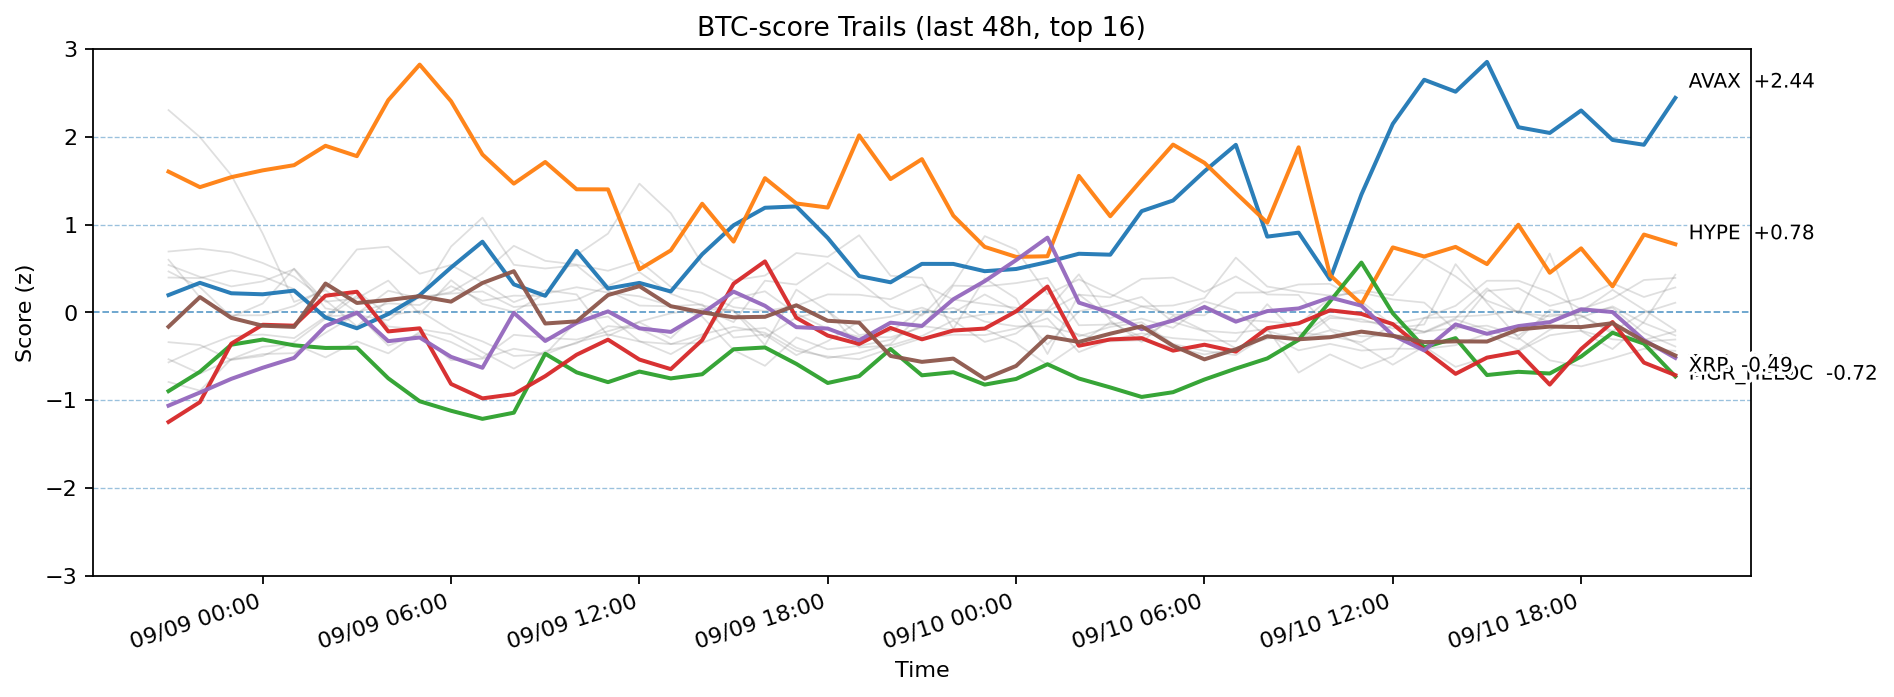 BTC-score Trails (last 48h, top 16)
Score (z)
3
2
1
0
−1
−2
−3
AVAX +2.44
HYPE +0.78
XRP -0.49
-0.72
09/09 00:00
09/09 06:00
09/09 12:00
09/09 18:00
09/10 00:00
09/10 06:00
09/10 12:00
09/10 18:00
Time